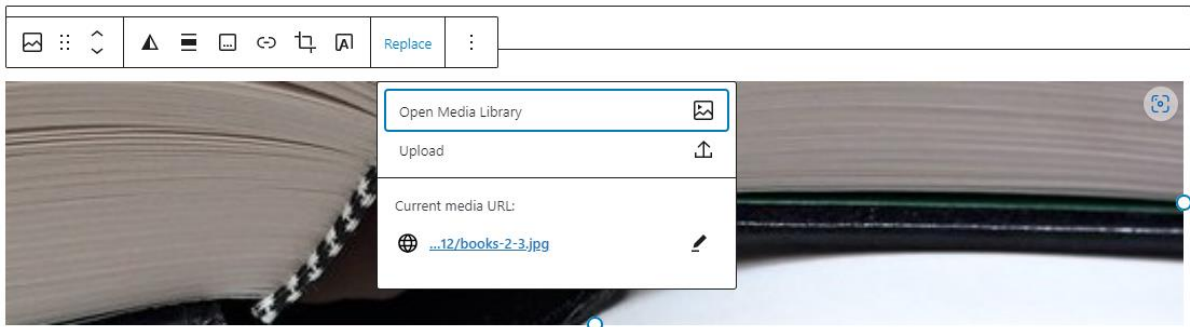 Replace
Open Media Library
Upload
Current media URL:
...12/books-2-3.jpg